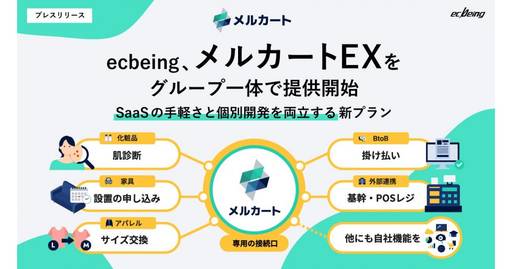 プレスリリース
メルカート
ecbeing
ecbeing、メルカートEXを
グループ一体で提供開始
SaaSの手軽さと個別開発を両立する新プラン
化粧品
肌診断
家具
設置の申し込み
アパレル
サイズ交換
L
M
メルカート
専用の接続口
BtoB
掛け払い
外部連携
基幹・POSレジ
他にも自社機能を